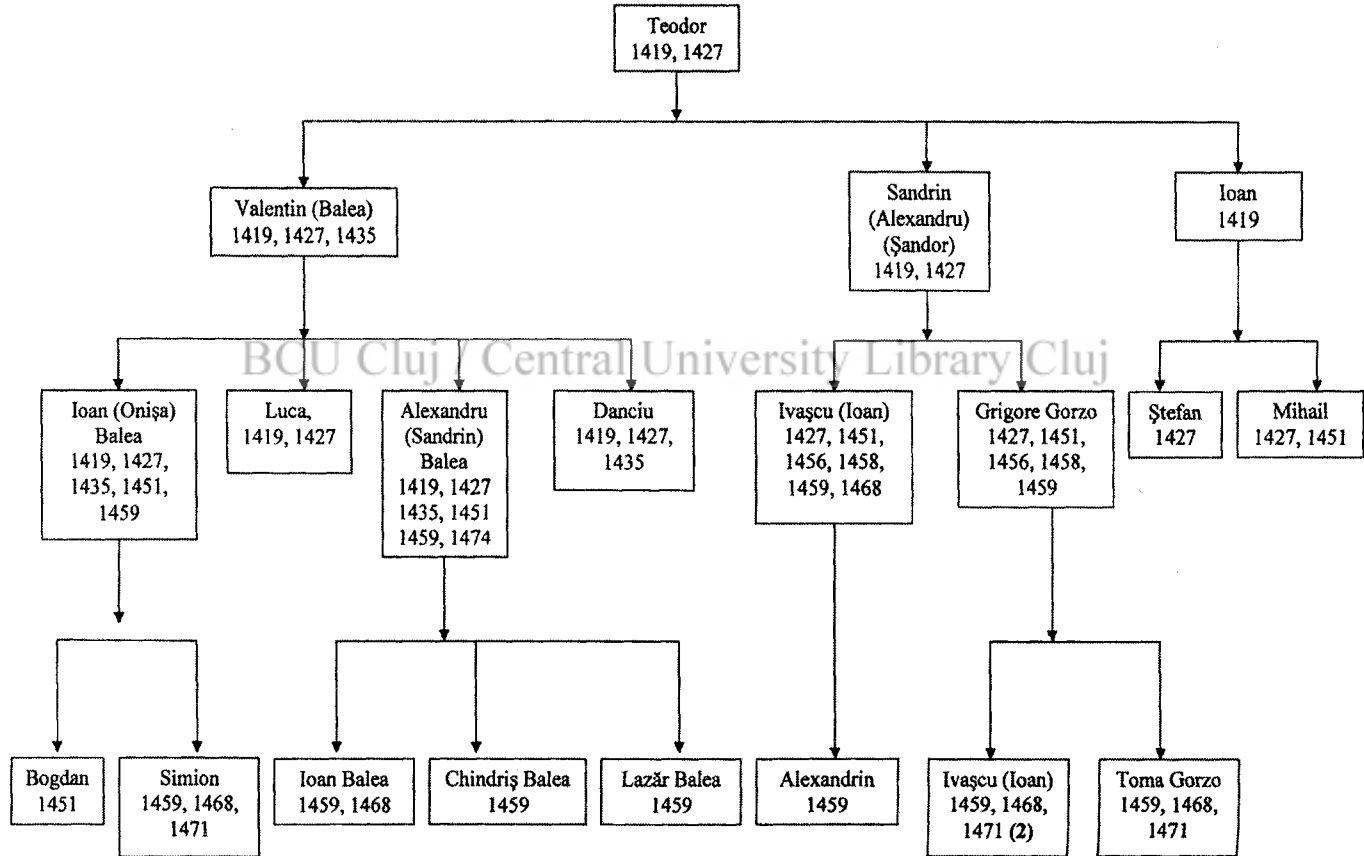 Teodor
1419, 1427
Valentin (Balea)
1419, 1427, 1435
Sandrin
(Alexandru)
(Şandor)
1419, 1427
Ioan
1419
BCU Cluj / Central University Library Cluj
Ioan (Onişa)
Balea
1419, 1427,
1435, 1451,
1459
Luca,
1419, 1427
Alexandru
(Sandrin)
Balea
1419, 1427
1435, 1451
1459, 1474
Danciu
1419, 1427,
1435
Ivaşcu (Ioan)
1427, 1451,
1456, 1458,
1459, 1468
Grigore Gorzo
1427, 1451,
1456, 1458,
1459
Ştefan
1427
Mihail
1427, 1451
Bogdan
1451
Simion
1459, 1468,
1471
Ioan Balea
1459, 1468
Chindriş Balea
1459
Lazăr Balea
1459
Alexandrin
1459
Ivaşcu (Ioan)
1459, 1468,
1471 (2)
Toma Gorzo
1459, 1468,
1471